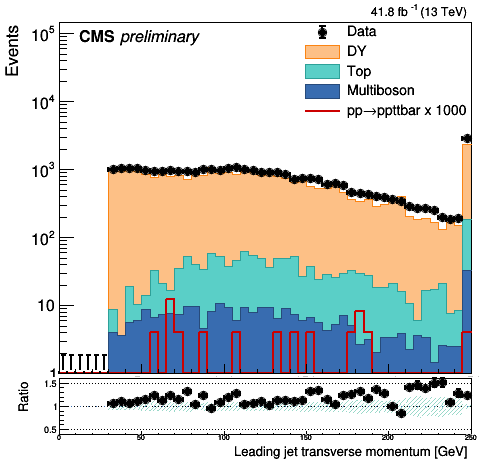 41.8 fb⁻¹ (13 TeV)
CMS preliminary
Data
DY
Top
Multiboson
pp→ppttbar x 1000
Events
10⁵
10⁴
10³
10²
10
1
Ratio
1.5
1
0.5
0 50 100 150 200 250
Leading jet transverse momentum [GeV]